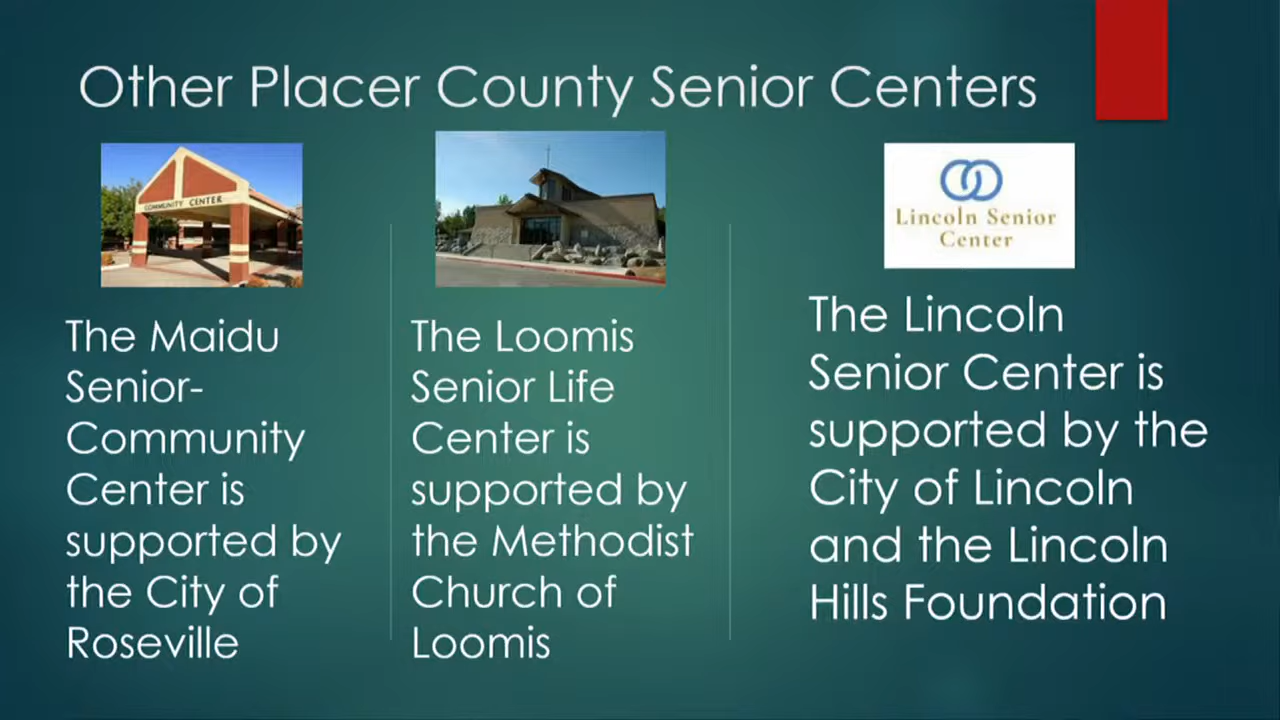 Other Placer County Senior Centers
COMMUNITY CENTER
The Maidu
Senior-
Community
Center is
supported by
the City of
Roseville
The Loomis
Senior Life
Center is
supported by
the Methodist
Church of
Loomis
Lincoln Senior
Center
The Lincoln
Senior Center is
supported by the
City of Lincoln
and the Lincoln
Hills Foundation